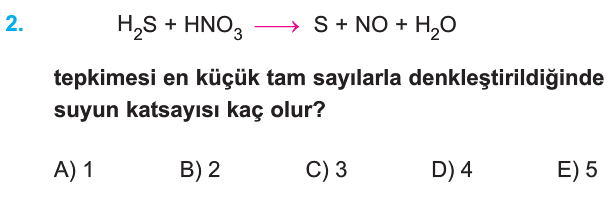 2. H₂S + HNO₃ ⟶ S + NO + H₂O
tepkimesi en küçük tam sayılarla denkleştirildiğinde
suyun katsayısı kaç olur?
A) 1 B) 2 C) 3 D) 4 E) 5